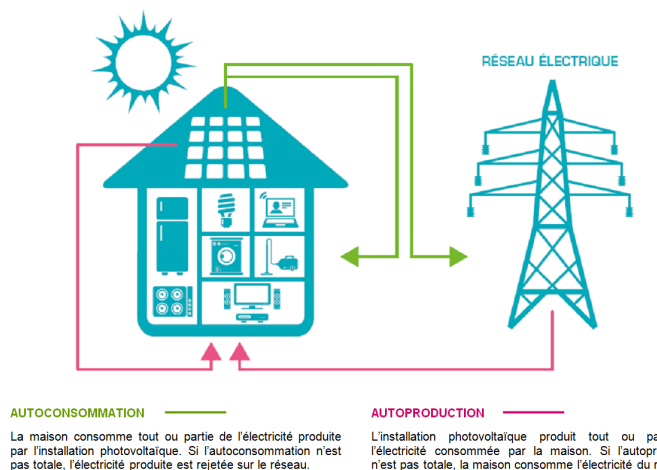 RÉSEAU ÉLECTRIQUE
AUTOCONSOMMATION
La maison consomme tout ou partie de l'électricité produite
par l'installation photovoltaïque. Si l'autoconsommation n'est
pas totale, l'électricité produite est rejetée sur le réseau.
AUTOPRODUCTION
L'installation photovoltaïque produit tout ou
l'électricité consommée par la maison. Si
n'est pas totale, la maison consomme l'électricité du